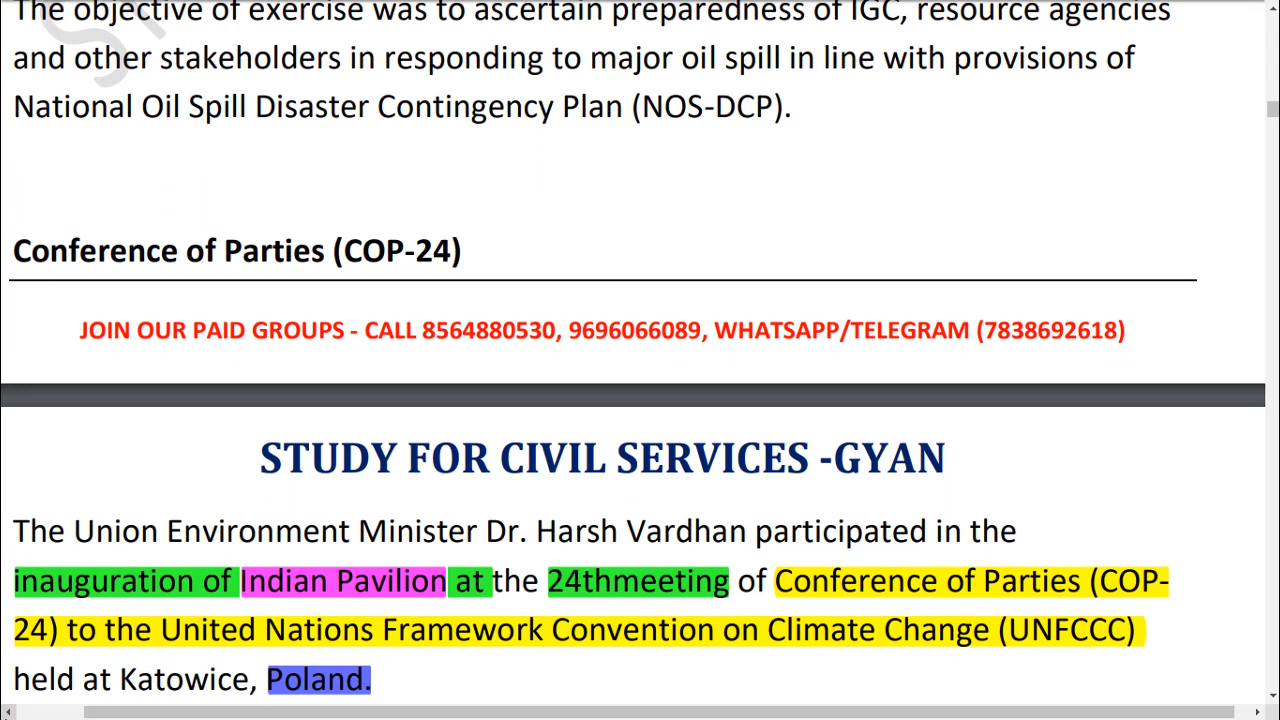 The objective of exercise was to ascertain preparedness of IGC, resource agencies
and other stakeholders in responding to major oil spill in line with provisions of
National Oil Spill Disaster Contingency Plan (NOS-DCP).
Conference of Parties (COP-24)
JOIN OUR PAID GROUPS - CALL 8564880530, 9696066089, WHATSAPP/TELEGRAM (7838692618)
STUDY FOR CIVIL SERVICES -GYAN
The Union Environment Minister Dr. Harsh Vardhan participated in the
inauguration of Indian Pavilion at the 24thmeeting of Conference of Parties (COP-
24) to the United Nations Framework Convention on Climate Change (UNFCCC)
held at Katowice, Poland.